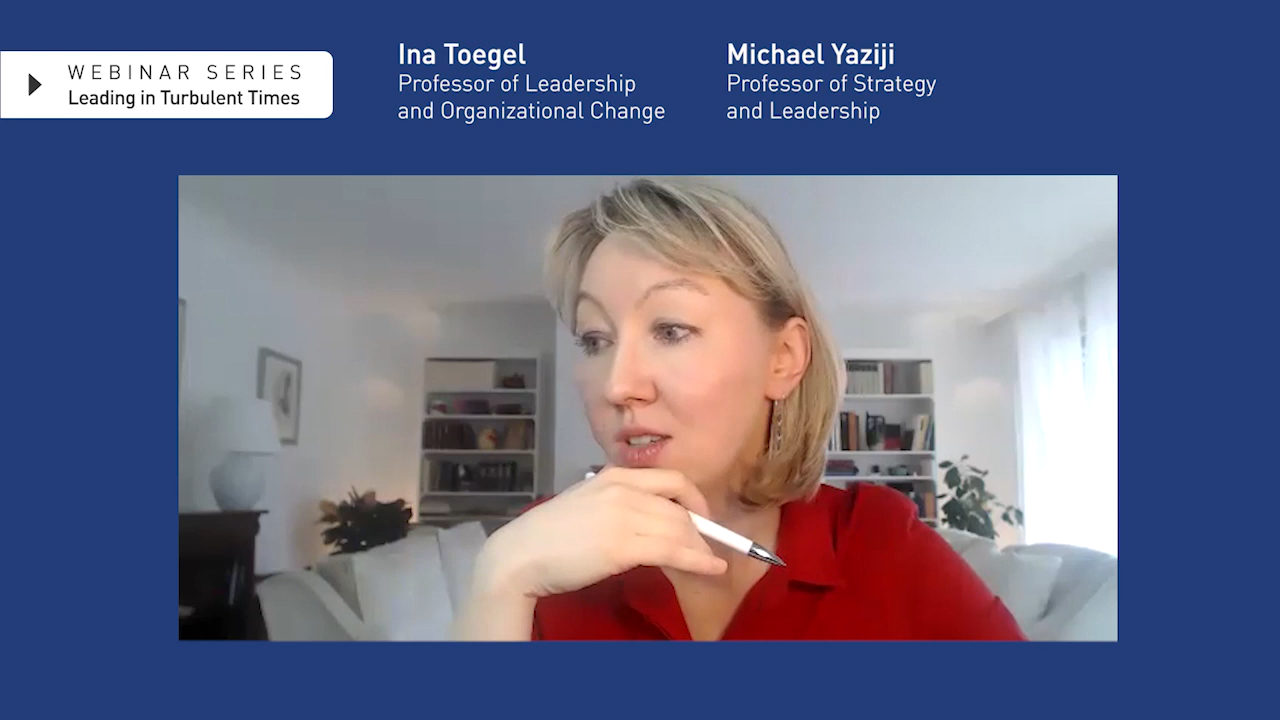 WEBINAR SERIES
Leading in Turbulent Times
Ina Toegel
Professor of Leadership
and Organizational Change
Michael Yaziji
Professor of Strategy
and Leadership